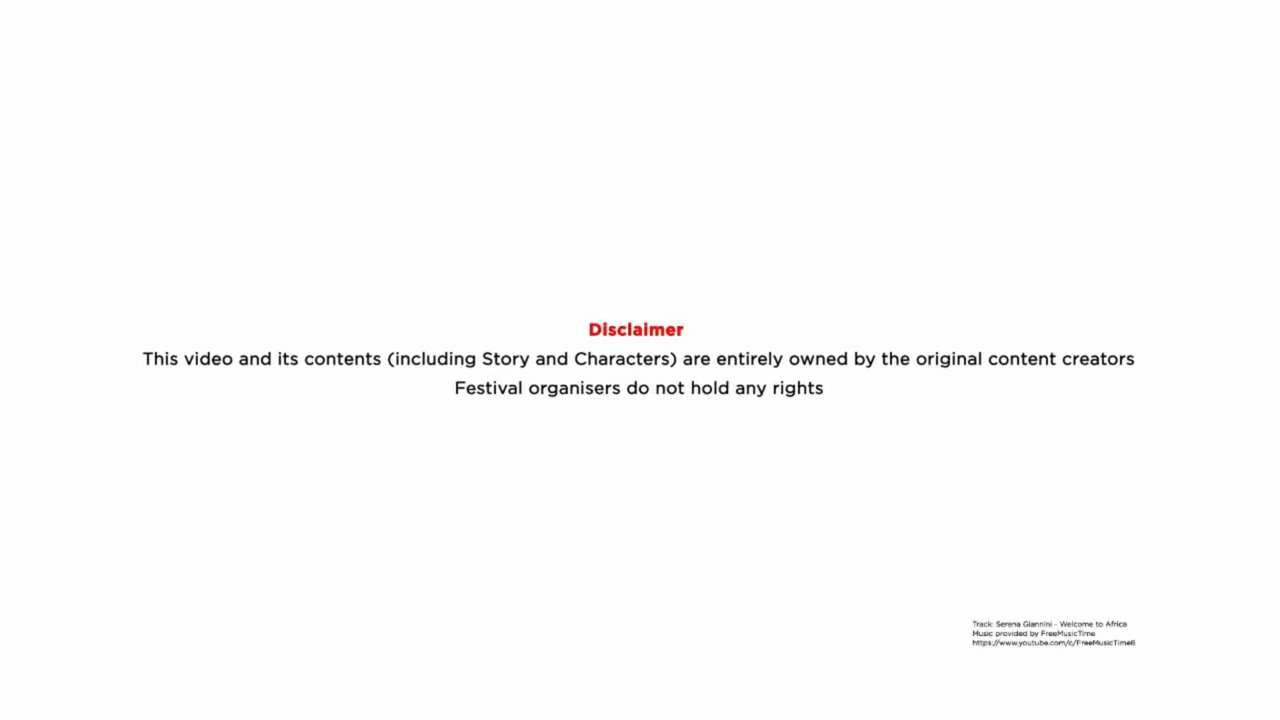 Disclaimer
This video and its contents (including Story and Characters) are entirely owned by the original content creators
Festival organisers do not hold any rights
Track: Serena Giannini - Welcome to Africa
Music provided by FreeMusicTime
https://www.youtube.com/c/FreeMusicTime8